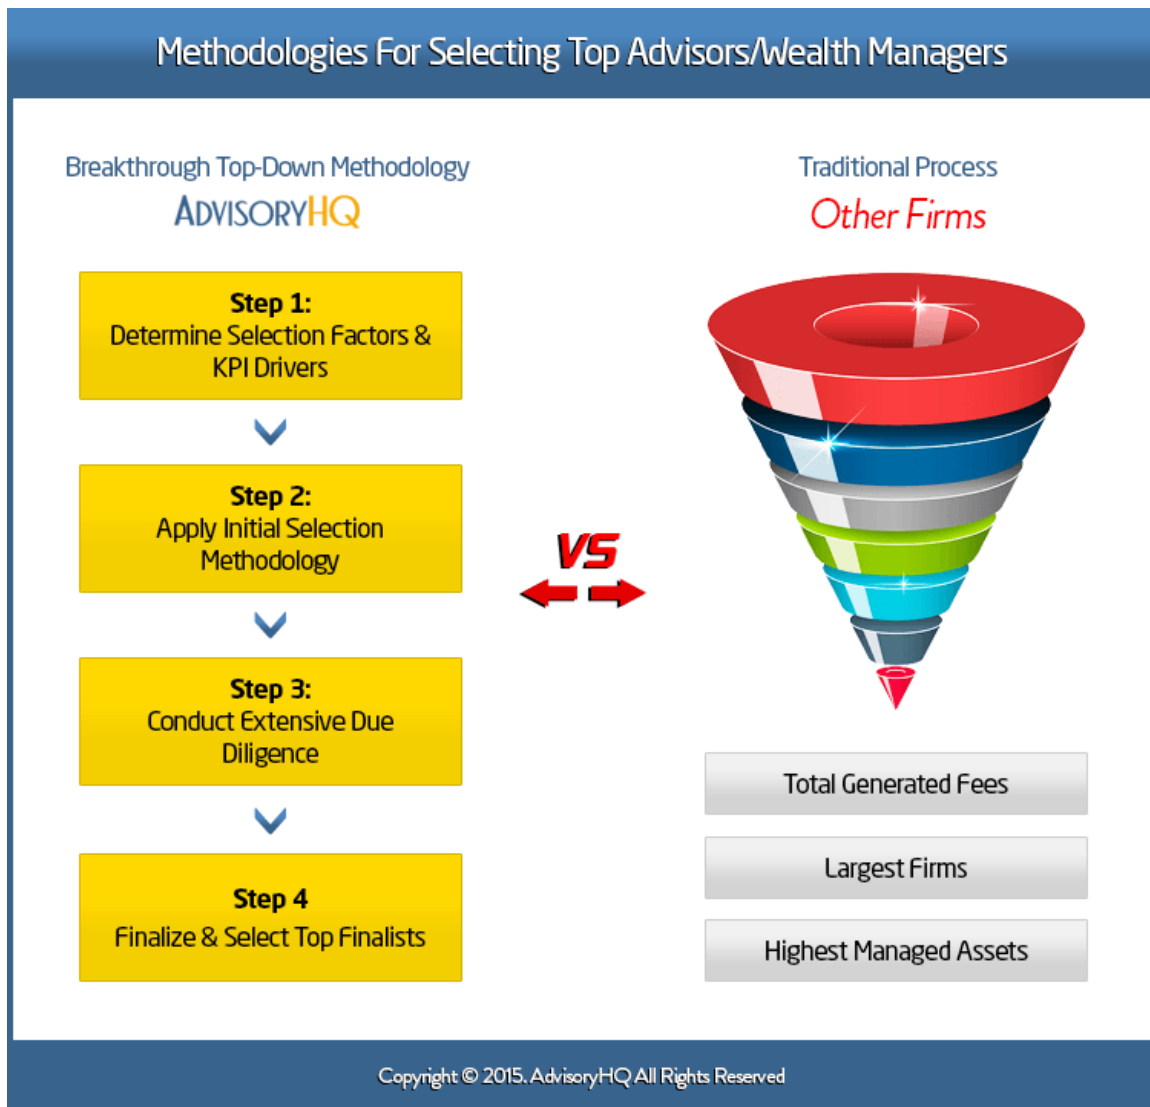 Methodologies For Selecting Top Advisors/Wealth Managers
Breakthrough Top-Down Methodology
ADVISORYHQ
Step 1:
Determine Selection Factors &
KPI Drivers
Step 2:
Apply Initial Selection
Methodology
Step 3:
Conduct Extensive Due
Diligence
Step 4
Finalize & Select Top Finalists
VS
Traditional Process
Other Firms
Total Generated Fees
Largest Firms
Highest Managed Assets
Copyright © 2015. AdvisoryHQ All Rights Reserved